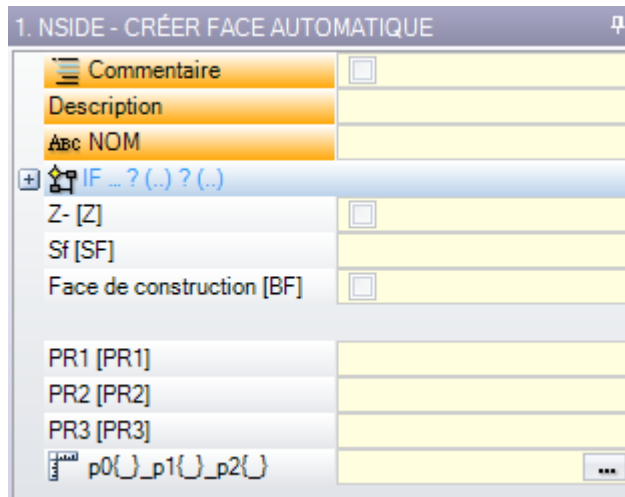 1. NSIDE - CRÉER FACE AUTOMATIQUE
Commentaire
Description
ABC NOM
IF ... ? (..) ? (..)
Z- [Z]
Sf [SF]
Face de construction [BF]
PR1 [PR1]
PR2 [PR2]
PR3 [PR3]
p0{_}_p1{_}_p2{_}
...